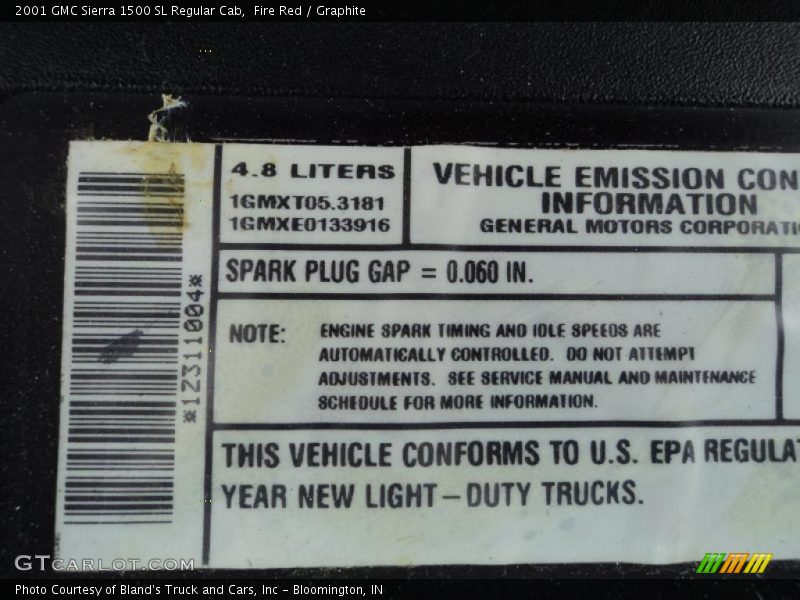 2001 GMC Sierra 1500 SL Regular Cab,  Fire Red / Graphite
4.8 LITERS
1GMXT05.3181
1GMXE0133916
VEHICLE EMISSION CON
INFORMATION
GENERAL MOTORS CORPORATI
SPARK PLUG GAP = 0.060 IN.
NOTE: ENGINE SPARK TIMING AND IDLE SPEEDS ARE
AUTOMATICALLY CONTROLLED. DO NOT ATTEMPT
ADJUSTMENTS. SEE SERVICE MANUAL AND MAINTENANCE
SCHEDULE FOR MORE INFORMATION.
THIS VEHICLE CONFORMS TO U.S. EPA REGULAT
YEAR NEW LIGHT-DUTY TRUCKS.
*12311004*
GTCARLOT.COM
Photo Courtesy of Bland's Truck and Cars, Inc - Bloomington, IN